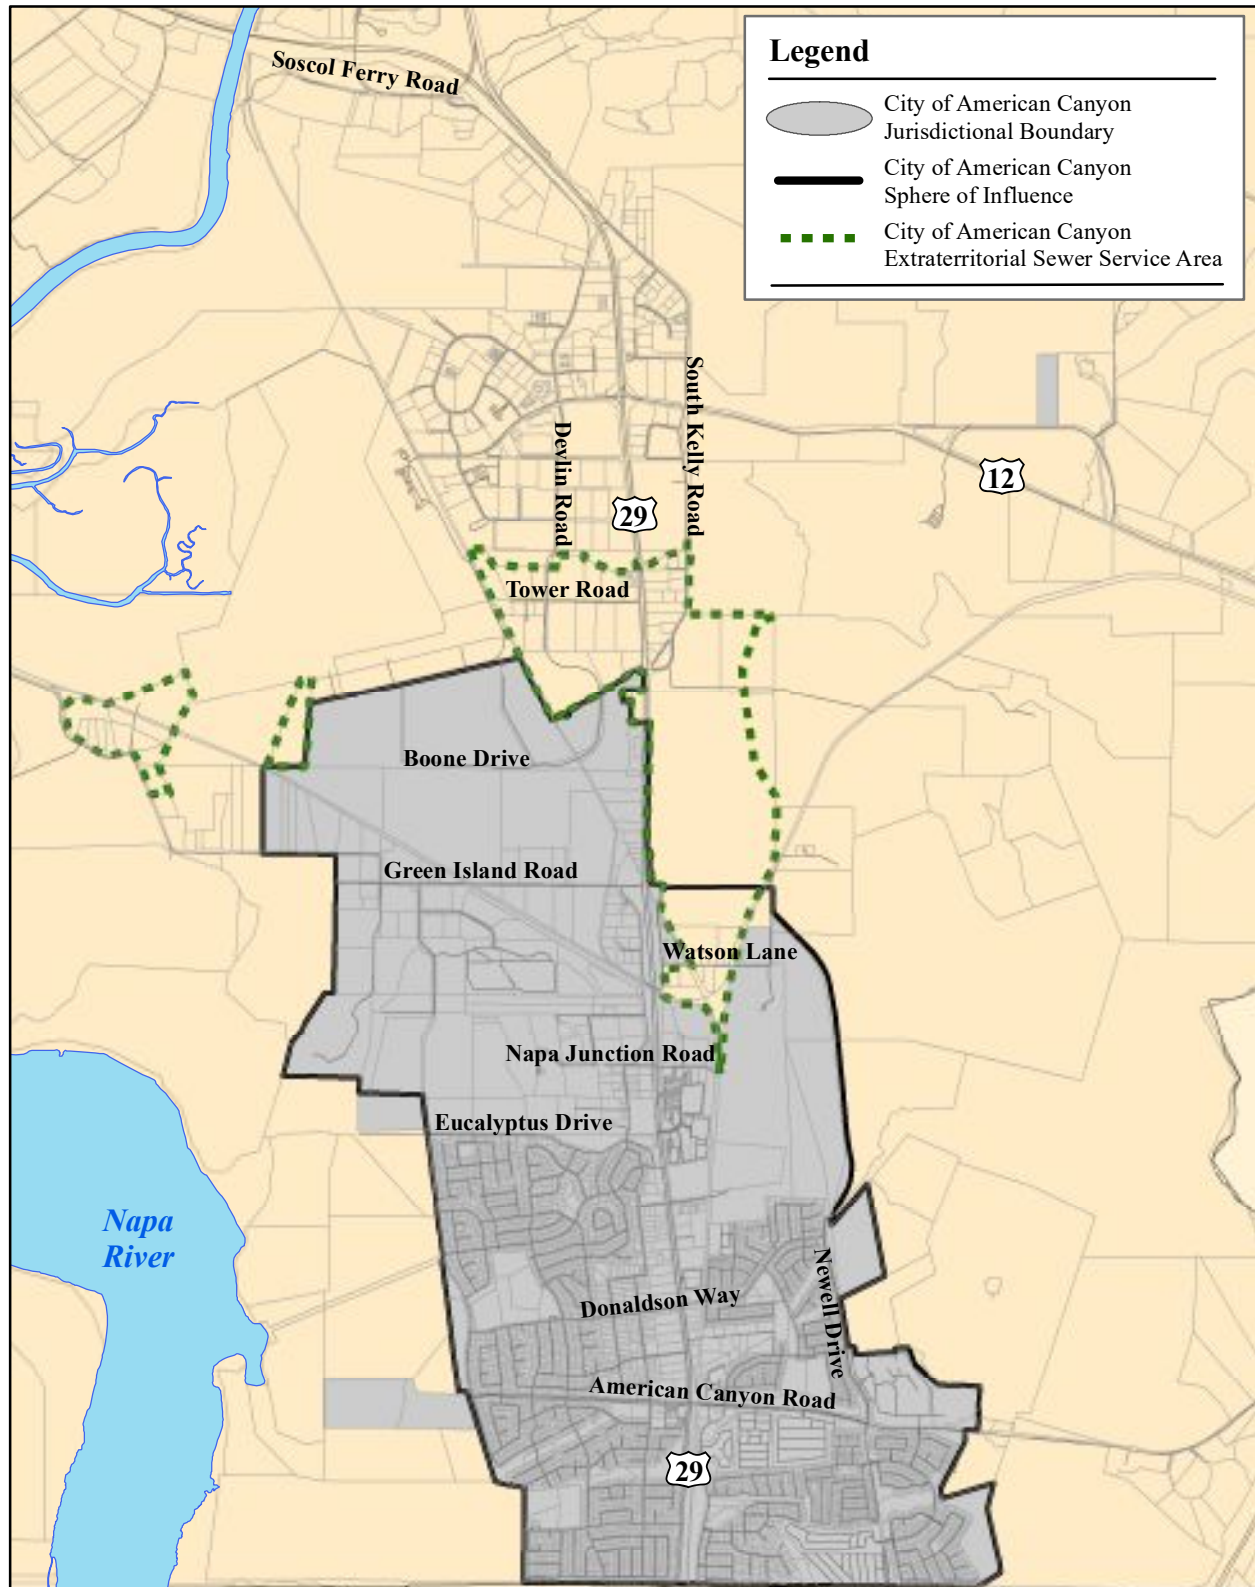 Legend
City of American Canyon
Jurisdictional Boundary
City of American Canyon
Sphere of Influence
City of American Canyon
Extraterritorial Sewer Service Area
Soscol Ferry Road
South Kelly Road
Devlin Road
12
29
Tower Road
Boone Drive
Green Island Road
Watson Lane
Napa Junction Road
Eucalyptus Drive
Napa
River
Newell Drive
Donaldson Way
American Canyon Road
29